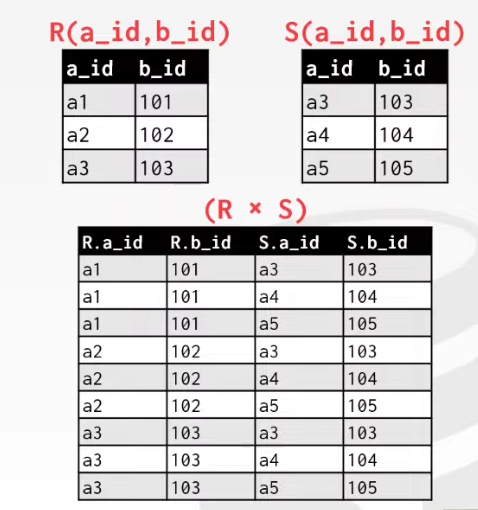 R(a_id,b_id) S(a_id,b_id)
a_id b_id a_id b_id
a1 101 a3 103
a2 102 a4 104
a3 103 a5 105
(R × S)
R.a_id R.b_id S.a_id S.b_id
a1 101 a3 103
a1 101 a4 104
a1 101 a5 105
a2 102 a3 103
a2 102 a4 104
a2 102 a5 105
a3 103 a3 103
a3 103 a4 104
a3 103 a5 105